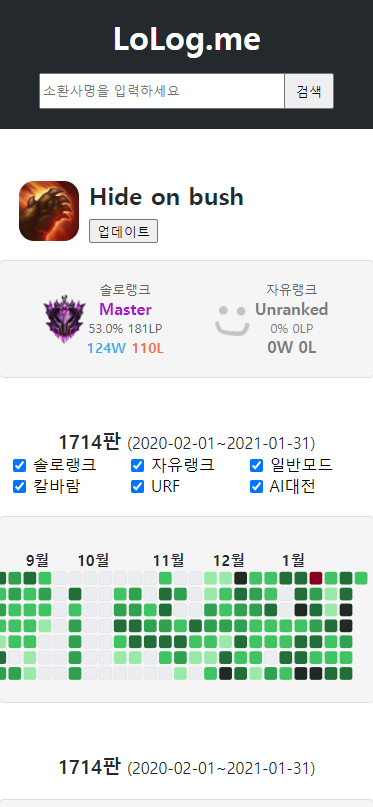 LoLog.me
소환사명을 입력하세요 검색
Hide on bush
업데이트
솔로랭크
Master
53.0% 181LP
124W 110L
자유랭크
Unranked
0% 0LP
0W 0L
1714판 (2020-02-01~2021-01-31)
솔로랭크 자유랭크 일반모드
칼바람 URF AI대전
9월 10월 11월 12월 1월
1714판 (2020-02-01~2021-01-31)